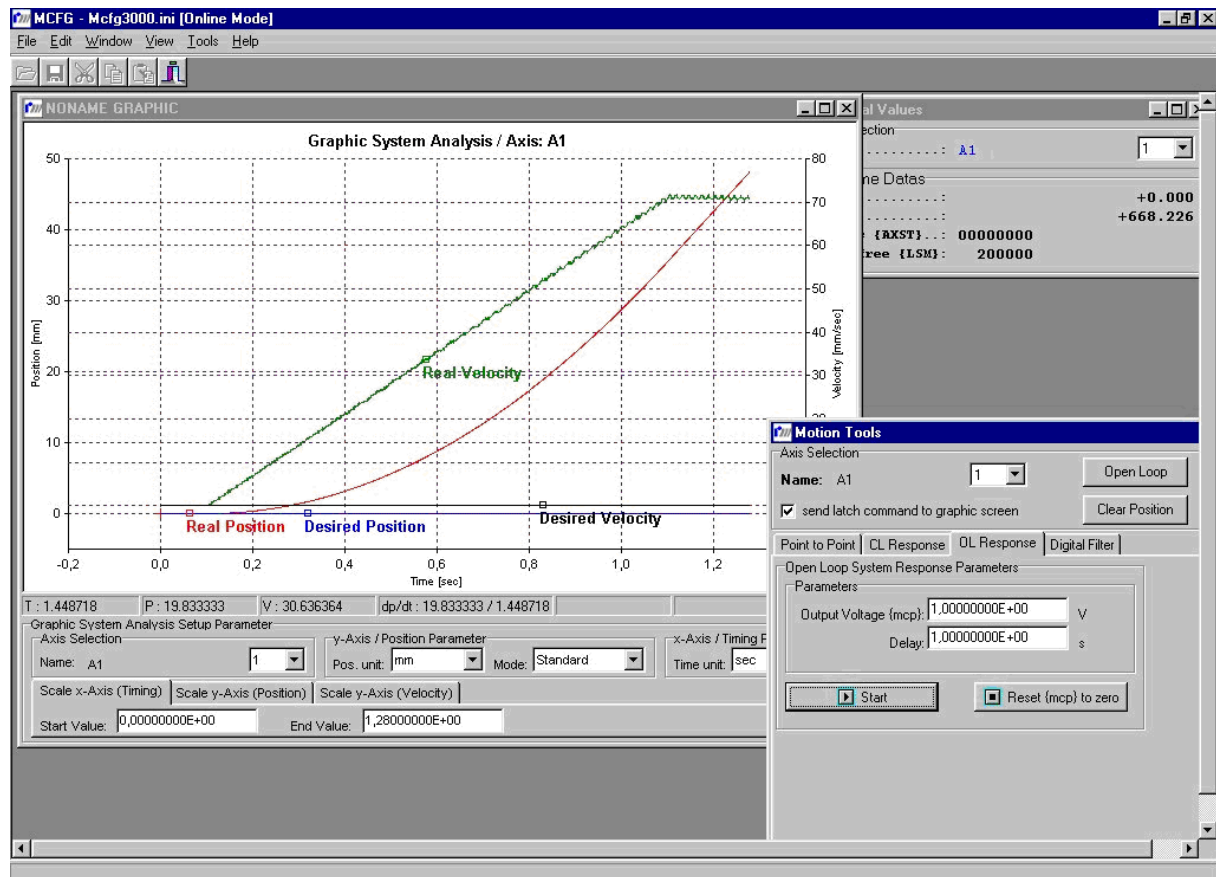 MCFG - Mcfg3000.ini [Online Mode]
File Edit Window View Tools Help
NONAME GRAPHIC
Graphic System Analysis / Axis: A1
50
40
30
20
10
0
Position [mm]
80
70
60
50
40
30
Velocity [mm/sec]
Real Velocity
Real Position
Desired Position
Desired Velocity
-0,2 0,0 0,2 0,4 0,6 0,8 1,0 1,2
Time [sec]
T : 1.448718 P : 19.833333 V : 30.636364 dp/dt : 19.833333 / 1.448718
Graphic System Analysis Setup Parameter
Axis Selection
Name: A1 1
y-Axis / Position Parameter
Pos. unit: mm Mode: Standard
x-Axis / Timing
Time unit: sec
Scale x-Axis (Timing) Scale y-Axis (Position) Scale y-Axis (Velocity)
Start Value: 0,00000000E+00 End Value: 1,28000000E+00
al Values
ection
.........: A1 1
me Datas
.....: +0.000
.....: +668.226
{AXST}..: 00000000
ree {LSM}: 200000
Motion Tools
Axis Selection
Name: A1 1 Open Loop
send latch command to graphic screen Clear Position
Point to Point CL Response OL Response Digital Filter
Open Loop System Response Parameters
Parameters
Output Voltage {mcp}: 1,00000000E+00 V
Delay: 1,00000000E+00 s
Start Reset {mcp} to zero